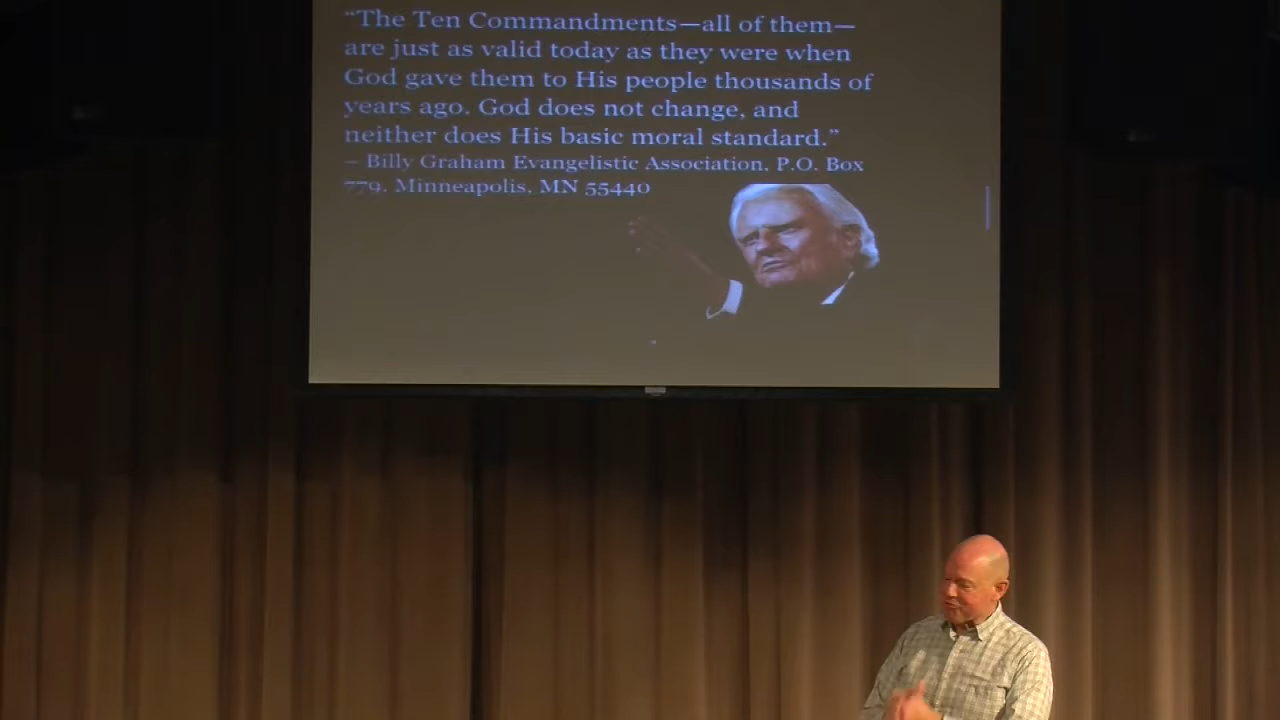 “The Ten Commandments—all of them—
are just as valid today as they were when
God gave them to His people thousands of
years ago. God does not change, and
neither does His basic moral standard.”
– Billy Graham Evangelistic Association, P.O. Box
779, Minneapolis, MN 55440